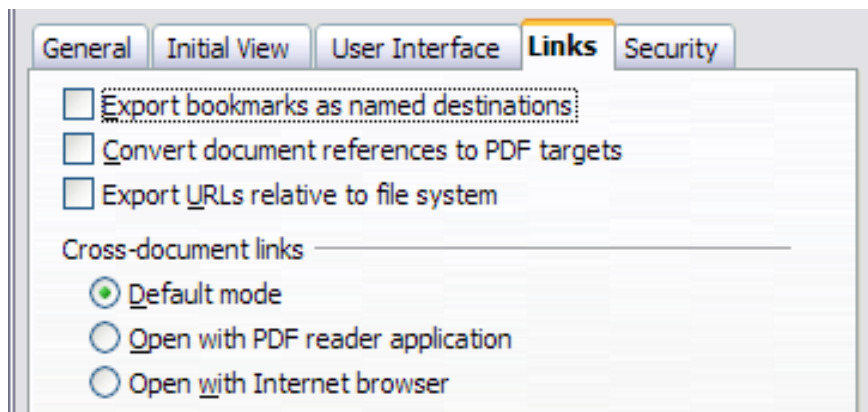 General Initial View User Interface Links Security
Export bookmarks as named destinations
Convert document references to PDF targets
Export URLs relative to file system
Cross-document links
Default mode
Open with PDF reader application
Open with Internet browser